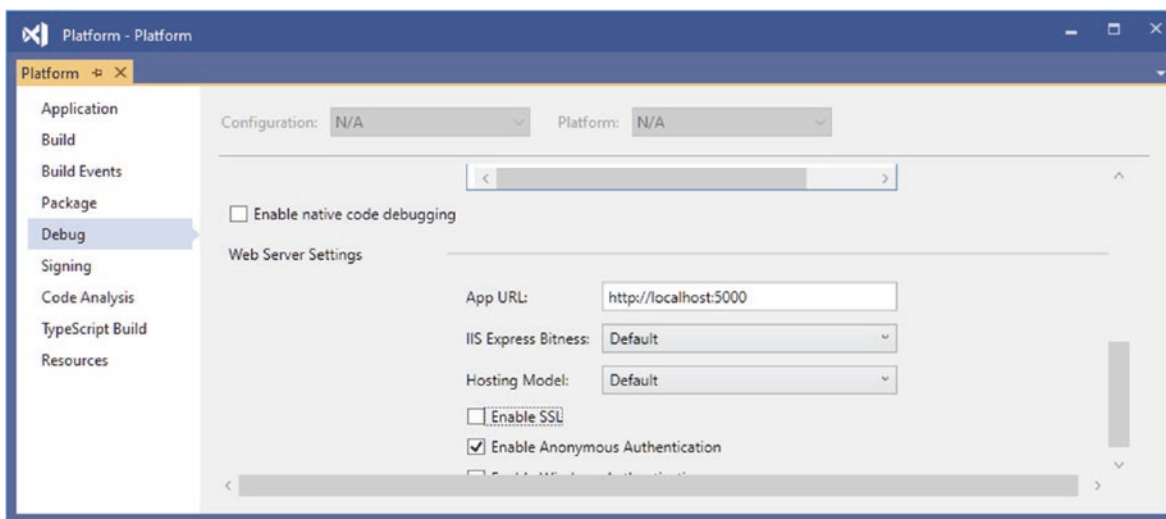 Platform - Platform
Platform
Application
Build
Build Events
Package
Debug
Signing
Code Analysis
TypeScript Build
Resources
Configuration: N/A Platform: N/A
Enable native code debugging
Web Server Settings
App URL: http://localhost:5000
IIS Express Bitness: Default
Hosting Model: Default
Enable SSL
Enable Anonymous Authentication